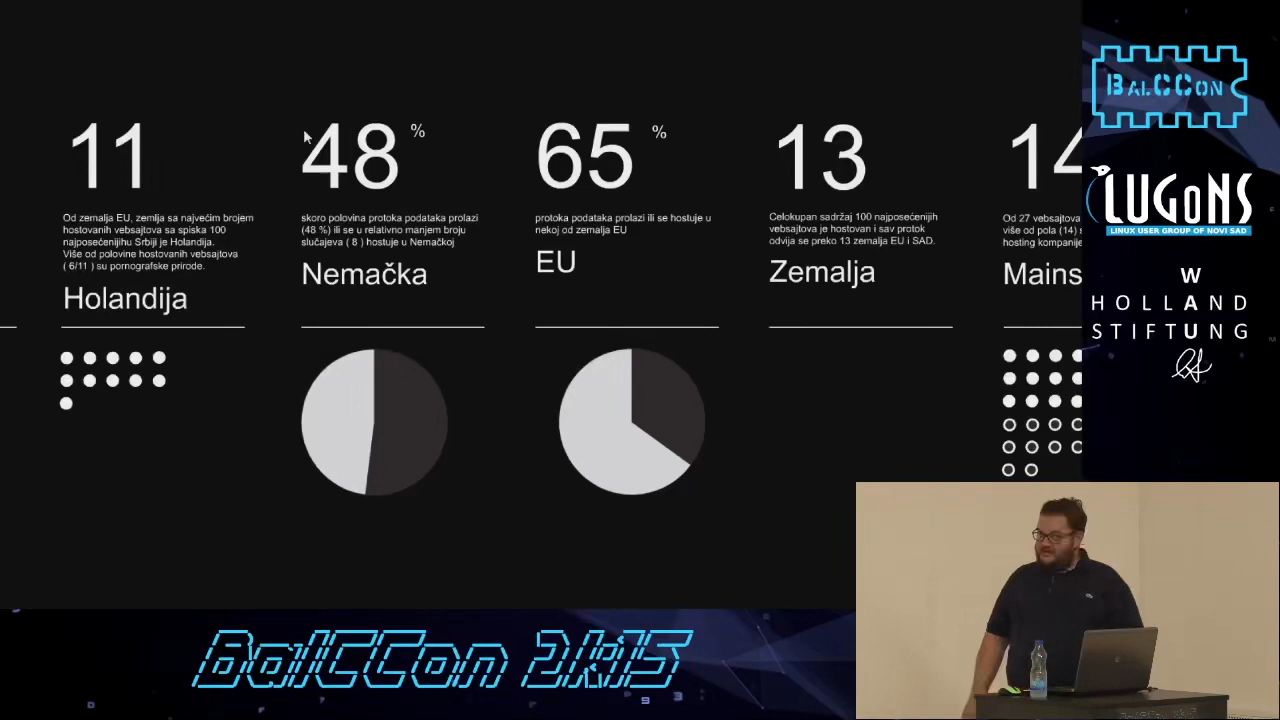 11
Od zemalja EU, zemlja sa najvećim brojem
hostovanih vebsajtova sa spiska 100
najposećenijihu Srbiji je Holandija.
Više od polovine hostovanih vebsajtova
( 6/11 ) su pornografske prirode.
Holandija
48 %
skoro polovina protoka podataka prolazi
(48 %) ili se u relativno manjem broju
slučajeva ( 8 ) hostuje u Nemačkoj
Nemačka
65 %
protoka podataka prolazi ili se hostuje u
nekoj od zemalja EU
EU
13
Celokupan sadržaj 100 najposećenijih
vebsajtova je hostovan i sav protok
odvija se preko 13 zemalja EU i SAD.
Zemalja
14
Od 27 vebsajtova
više od pola (14) s
hosting kompanije
Mains
BALCCON
LUGoNS
LINUX USER GROUP OF NOVI SAD
W
HOLLAND
STIFTUNG
BalCCon 2k15